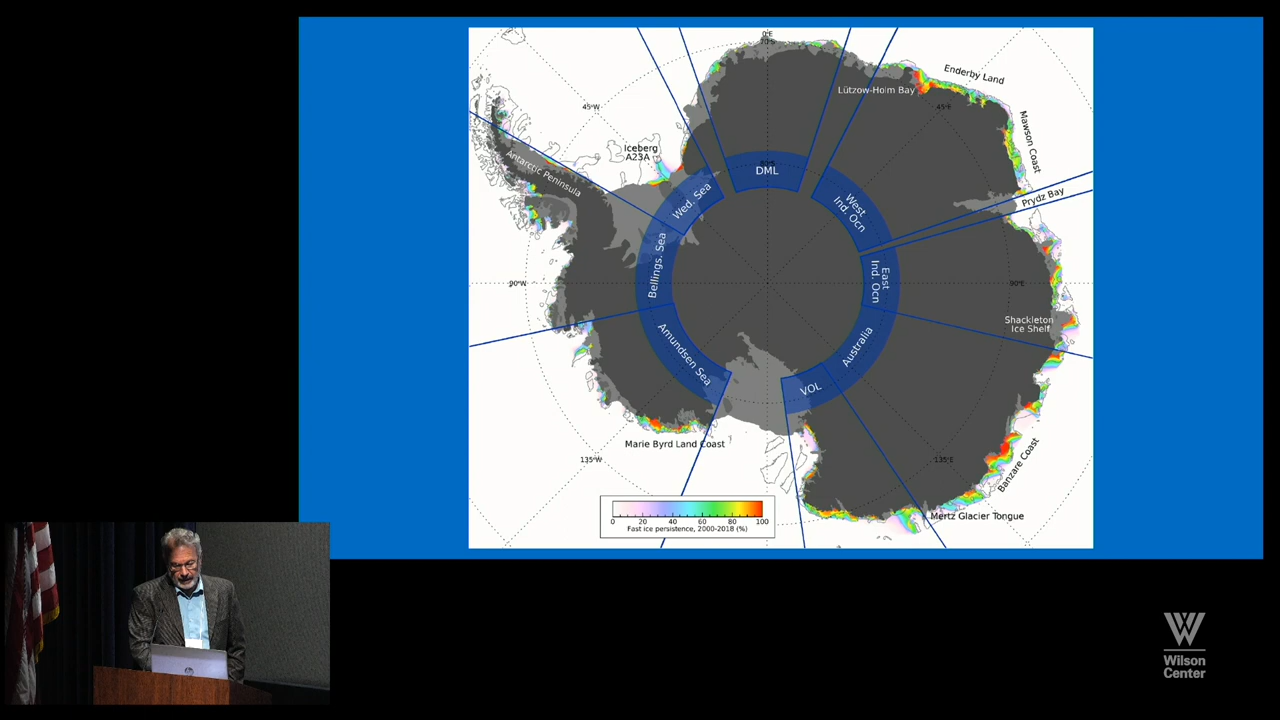 0°E
Enderby Land
Lützow-Holm Bay
45°W
45°E
Mawson Coast
Iceberg
A23A
Antarctic Peninsula
DML
Wed. Sea
West
Ind. Ocn
Prydz Bay
Bellings. Sea
East
Ind. Ocn
90°W
90°E
Shackleton
Ice Shelf
Amundsen Sea
Australia
VOL
Marie Byrd Land Coast
135°W
135°E
Banzare Coast
Mertz Glacier Tongue
0 20 40 60 80 100
Fast ice persistence, 2000-2018 (%)
Wilson
Center